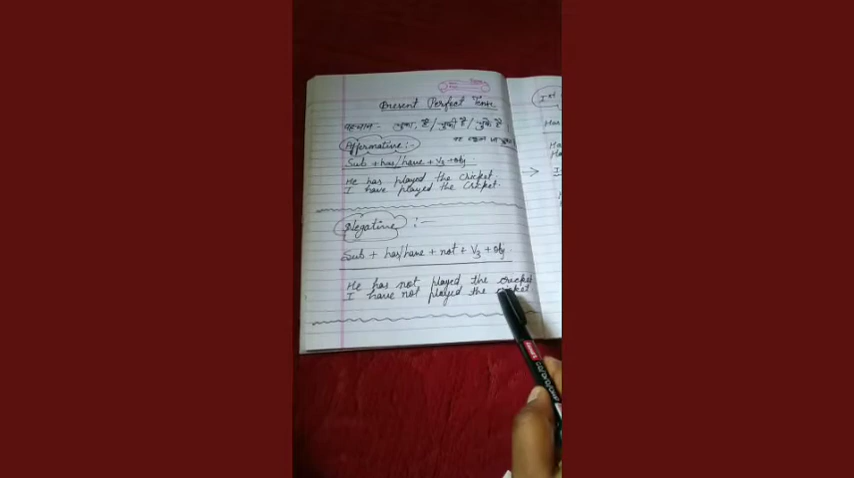 Present Perfect Tense
पहचान:- चुका है / चुकी है / चुके है
Affirmative :-
Sub + has/have + V3 + obj
He has played the cricket.
I have played the Cricket.
Negative :-
Sub + has/have + not + V3 + obj
He has not played the cricket
I have not played the cricket